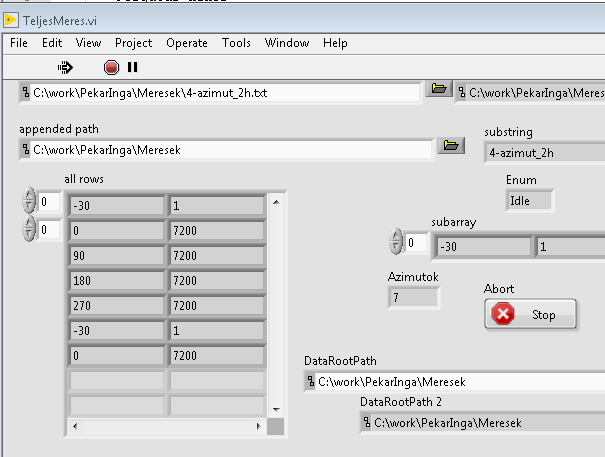 TeljesMeres.vi
File Edit View Project Operate Tools Window Help
C:\work\PekarInga\Meresek\4-azimut_2h.txt C:\work\PekarInga\Meres
appended path
C:\work\PekarInga\Meresek
substring
4-azimut_2h
all rows
Enum
Idle
0 -30 1
0 0 7200
90 7200
180 7200
270 7200
-30 1
0 7200
subarray
0 -30 1
Azimutok
7
Abort
Stop
DataRootPath
C:\work\PekarInga\Meresek
DataRootPath 2
C:\work\PekarInga\Meresek